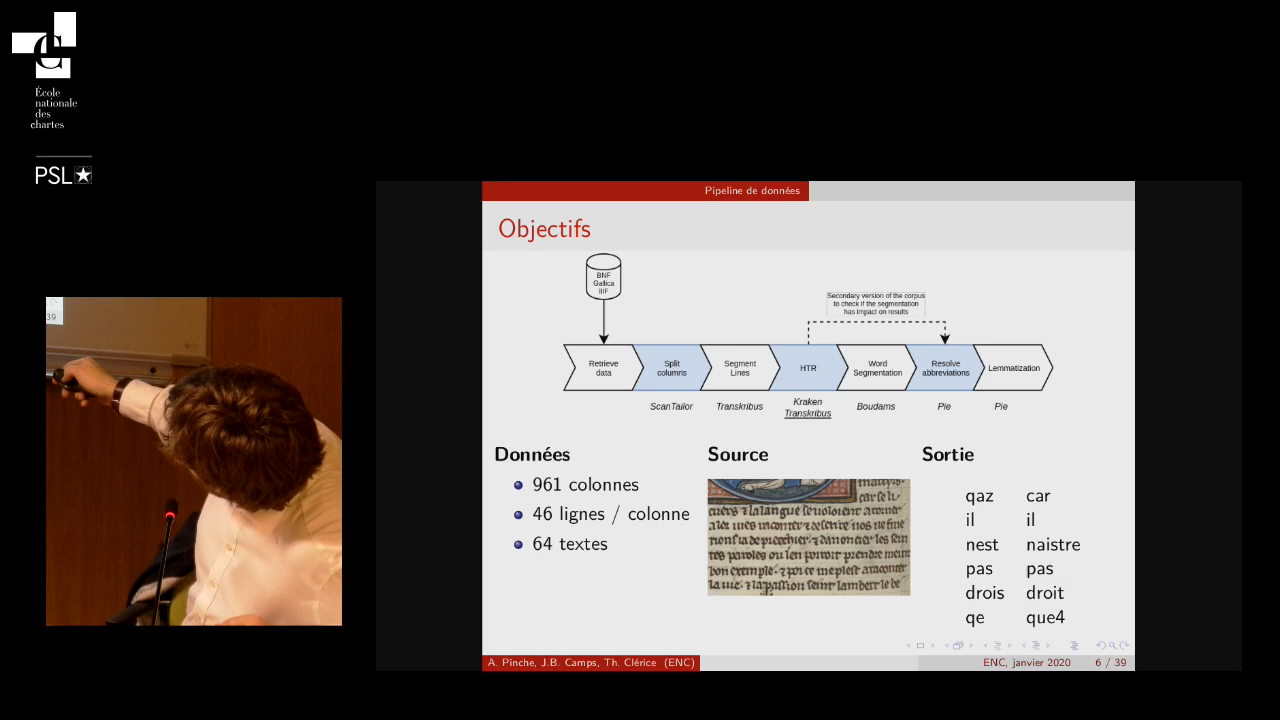 École
nationale
des
chartes
PSL
39
Pipeline de données
Objectifs
BNF
Gallica
IIIF
Secondary version of the corpus
to check if the segmentation
has impact on results
Retrieve
data
Split
columns
Segment
Lines
HTR
Word
Segmentation
Resolve
abbreviations
Lemmatization
ScanTailor
Transkribus
Kraken
Transkribus
Boudams
Pie
Pie
Données
961 colonnes
46 lignes / colonne
64 textes
Source
Sortie
qaz car
il il
nest naistre
pas pas
drois droit
qe que4
A. Pinche, J.B. Camps, Th. Clérice (ENC)
ENC, janvier 2020 6 / 39